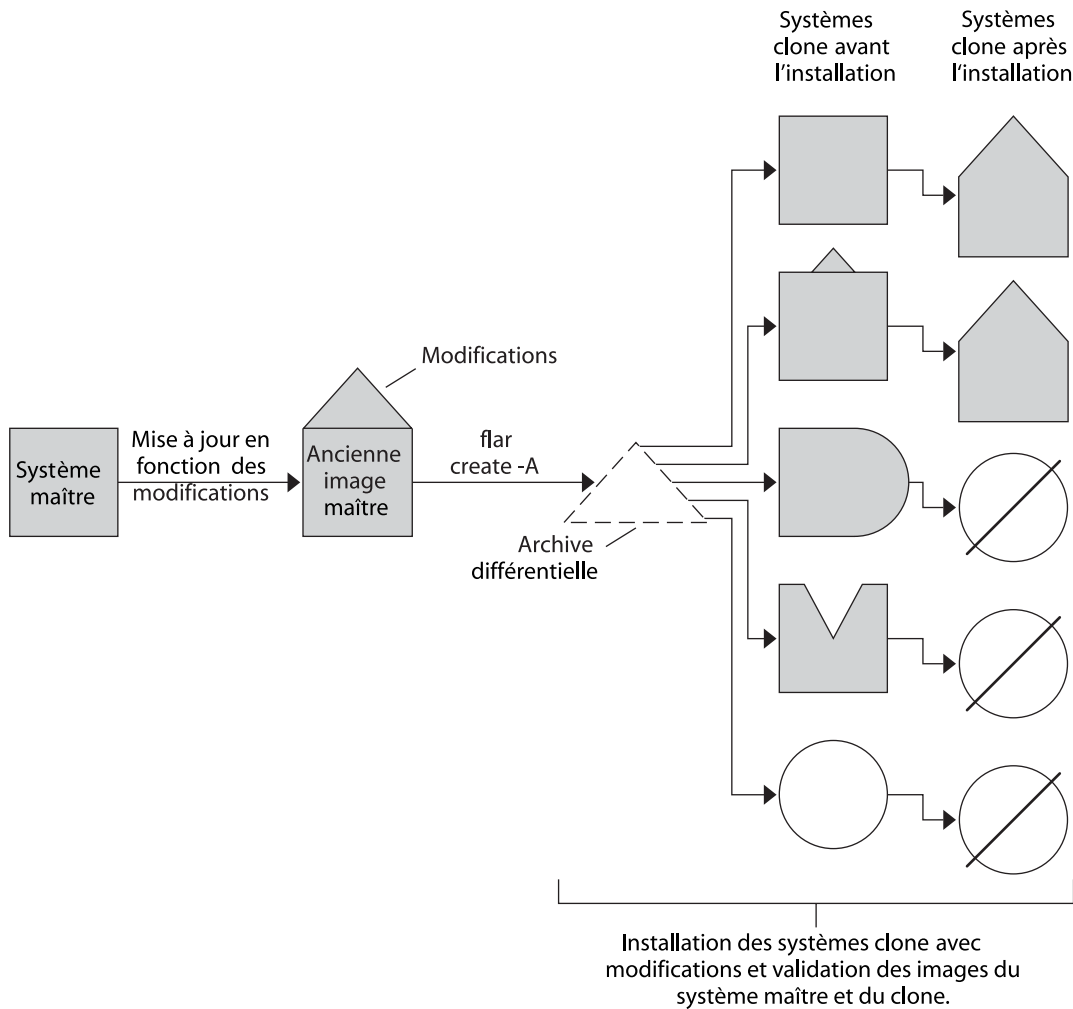 Systèmes
clone avant
l'installation
Systèmes
clone après
l'installation
Modifications
Système
maître
Mise à jour en
fonction des
modifications
Ancienne
image
maître
flar
create -A
Archive
différentielle
Installation des systèmes clone avec
modifications et validation des images du
système maître et du clone.